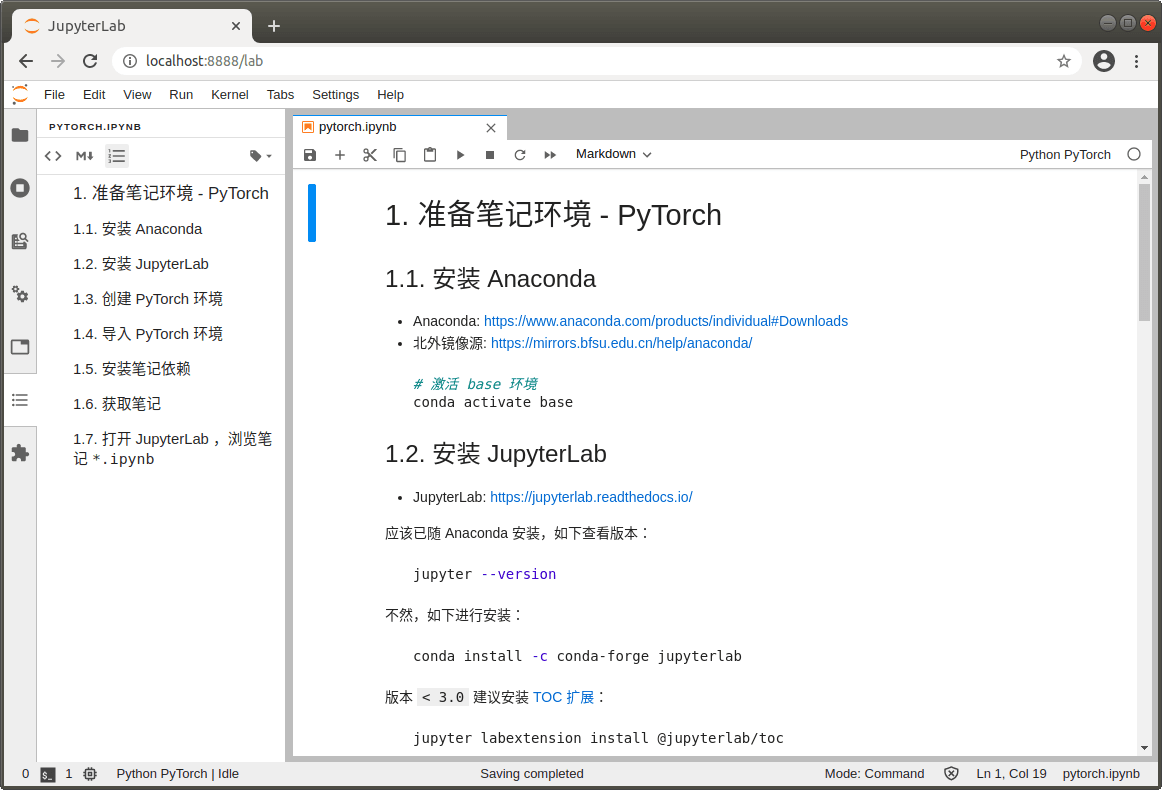 JupyterLab
localhost:8888/lab
File Edit View Run Kernel Tabs Settings Help
PYTORCH.IPYNB
1. 准备笔记环境 - PyTorch
1.1. 安装 Anaconda
1.2. 安装 JupyterLab
1.3. 创建 PyTorch 环境
1.4. 导入 PyTorch 环境
1.5. 安装笔记依赖
1.6. 获取笔记
1.7. 打开 JupyterLab ，浏览笔
记 *.ipynb
pytorch.ipynb
Markdown
Python PyTorch
1. 准备笔记环境 - PyTorch
1.1. 安装 Anaconda
• Anaconda: https://www.anaconda.com/products/individual#Downloads
• 北外镜像源: https://mirrors.bfsu.edu.cn/help/anaconda/
# 激活 base 环境
conda activate base
1.2. 安装 JupyterLab
• JupyterLab: https://jupyterlab.readthedocs.io/
应该已随 Anaconda 安装，如下查看版本：
jupyter --version
不然，如下进行安装：
conda install -c conda-forge jupyterlab
版本 < 3.0 建议安装 TOC 扩展：
jupyter labextension install @jupyterlab/toc
0 $_ 1 Python PyTorch | Idle Saving completed Mode: Command Ln 1, Col 19 pytorch.ipynb